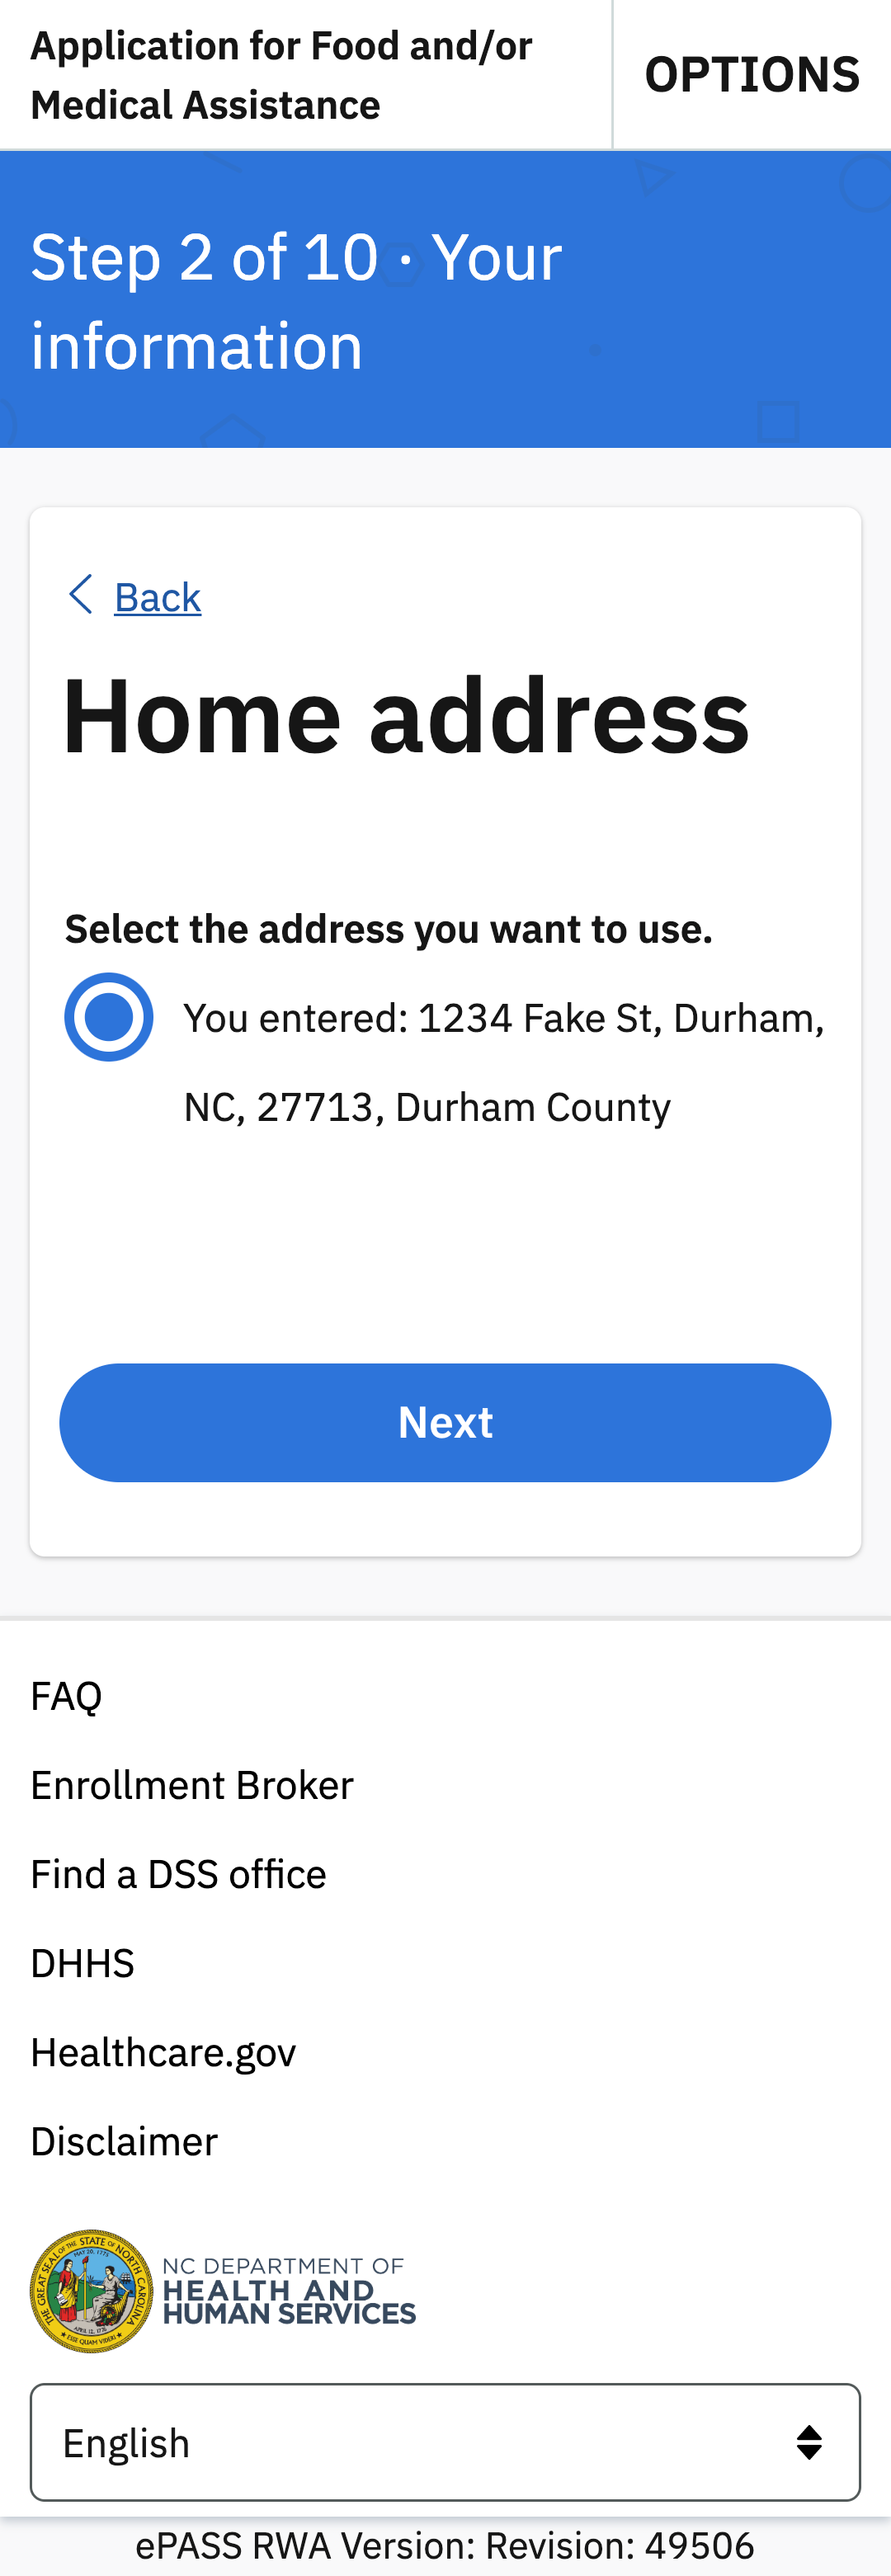 Application for Food and/or
Medical Assistance
OPTIONS
Step 2 of 10 · Your
information
Back
Home address
Select the address you want to use.
You entered: 1234 Fake St, Durham,
NC, 27713, Durham County
Next
FAQ
Enrollment Broker
Find a DSS office
DHHS
Healthcare.gov
Disclaimer
THE GREAT SEAL OF THE STATE OF NORTH CAROLINA
MAY 20, 1775
APRIL 12, 1776
ESSE QUAM VIDERI
NC DEPARTMENT OF
HEALTH AND
HUMAN SERVICES
English
ePASS RWA Version: Revision: 49506